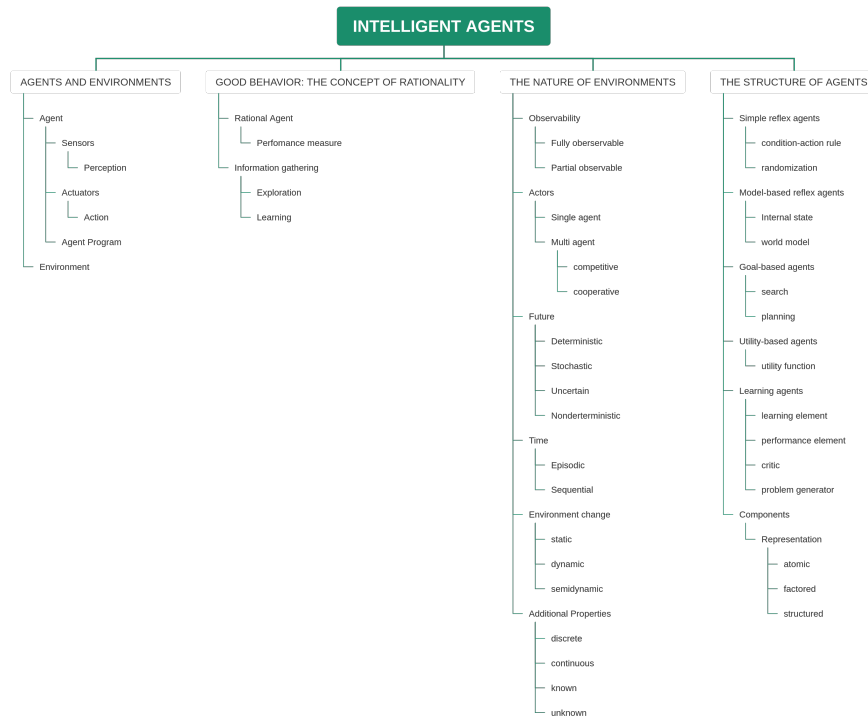 INTELLIGENT AGENTS
AGENTS AND ENVIRONMENTS
Agent
Sensors
Perception
Actuators
Action
Agent Program
Environment
GOOD BEHAVIOR: THE CONCEPT OF RATIONALITY
Rational Agent
Perfomance measure
Information gathering
Exploration
Learning
THE NATURE OF ENVIRONMENTS
Observability
Fully oberservable
Partial observable
Actors
Single agent
Multi agent
competitive
cooperative
Future
Deterministic
Stochastic
Uncertain
Nonderterministic
Time
Episodic
Sequential
Environment change
static
dynamic
semidynamic
Additional Properties
discrete
continuous
known
unknown
THE STRUCTURE OF AGENTS
Simple reflex agents
condition-action rule
randomization
Model-based reflex agents
Internal state
world model
Goal-based agents
search
planning
Utility-based agents
utility function
Learning agents
learning element
performance element
critic
problem generator
Components
Representation
atomic
factored
structured